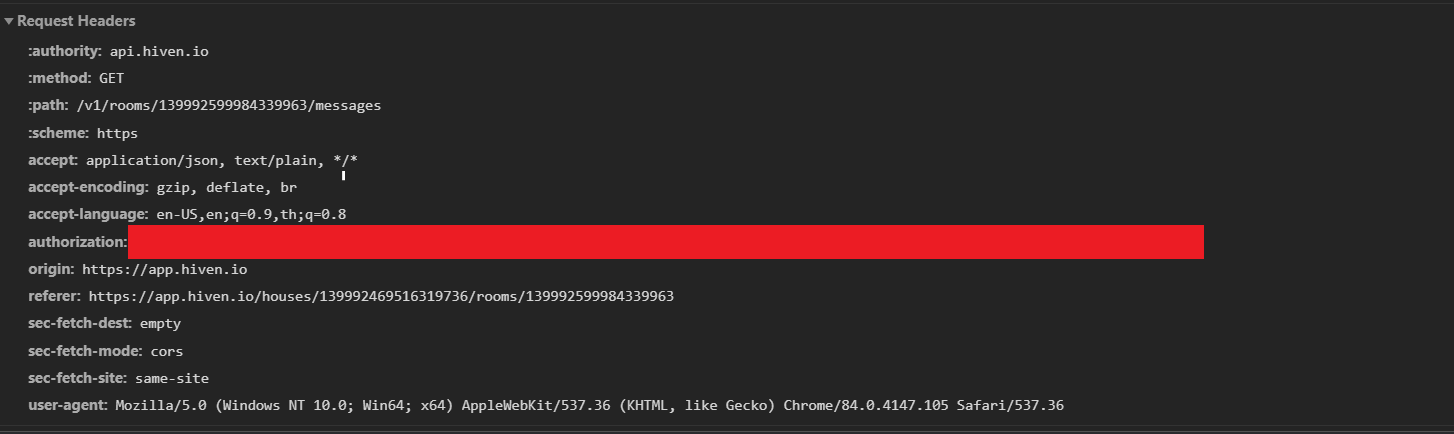 Request Headers
:authority: api.hiven.io
:method: GET
:path: /v1/rooms/139992599984339963/messages
:scheme: https
accept: application/json, text/plain, */*
accept-encoding: gzip, deflate, br
accept-language: en-US,en;q=0.9,th;q=0.8
authorization:
origin: https://app.hiven.io
referer: https://app.hiven.io/houses/139992469516319736/rooms/139992599984339963
sec-fetch-dest: empty
sec-fetch-mode: cors
sec-fetch-site: same-site
user-agent: Mozilla/5.0 (Windows NT 10.0; Win64; x64) AppleWebKit/537.36 (KHTML, like Gecko) Chrome/84.0.4147.105 Safari/537.36